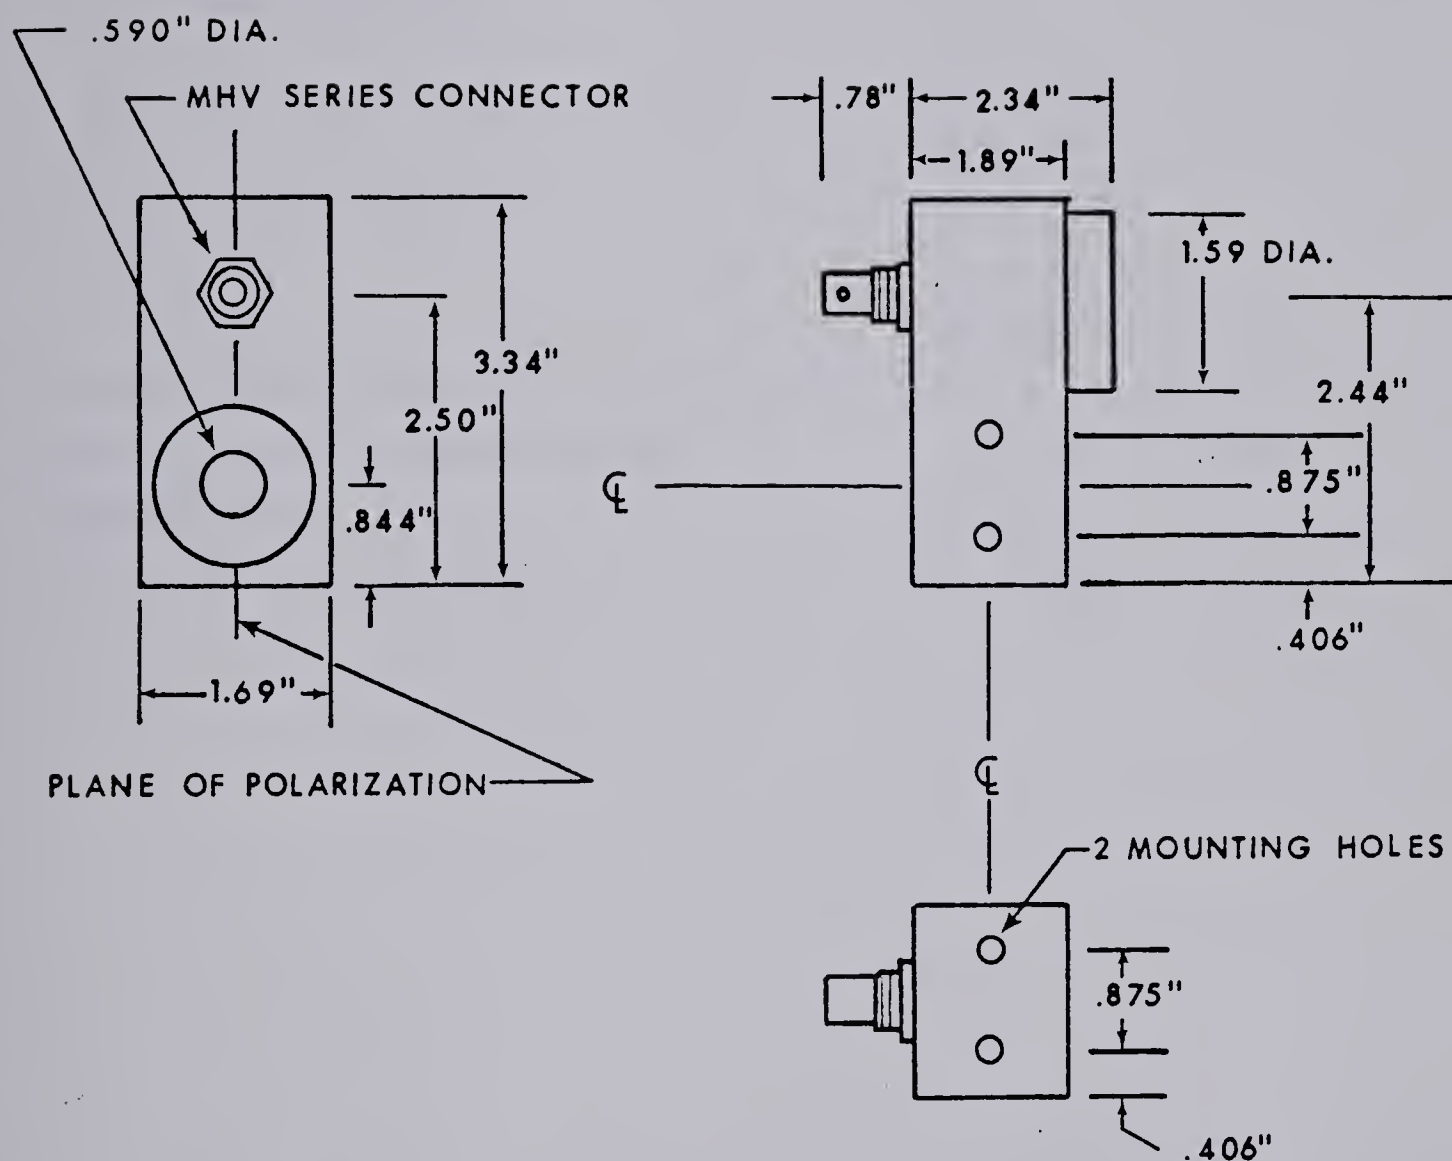 .590" DIA.
MHV SERIES CONNECTOR
3.34"
2.50"
.844"
1.69"
PLANE OF POLARIZATION
.78"
2.34"
1.89"
1.59 DIA.
2.44"
.875"
.406"
℄
℄
2 MOUNTING HOLES
.875"
.406"